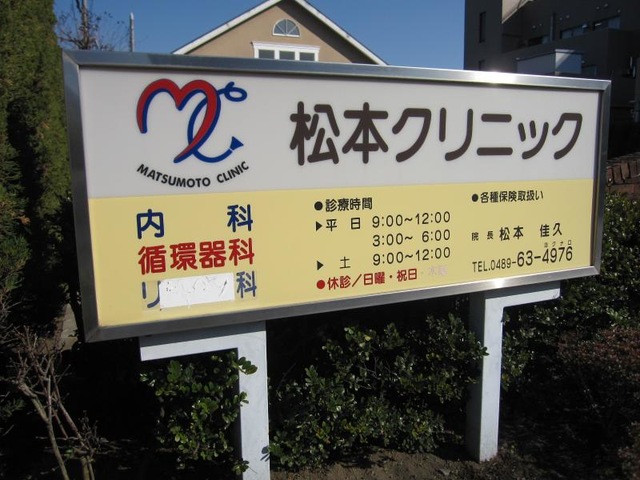 松本クリニック
MATSUMOTO CLINIC
内 科
循環器科
リ 科
●診療時間
▶平 日 9:00〜12:00
3:00〜 6:00
▶ 土 9:00〜12:00
●休診/日曜・祝日
●各種保険取扱い
院長 松本 佳久
TEL.0489-63-4976